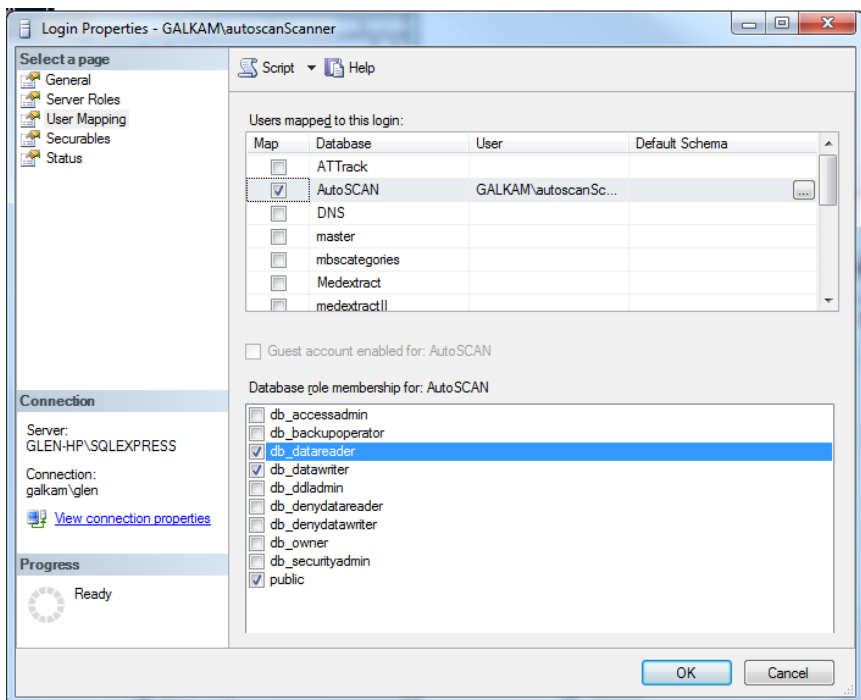 Login Properties - GALKAM\autoscanScanner
Select a page
General
Server Roles
User Mapping
Securables
Status
Script Help
Users mapped to this login:
Map Database User Default Schema
ATTrack
AutoSCAN GALKAM\autoscanSc... ...
DNS
master
mbscategories
Medextract
medextractII
Guest account enabled for: AutoSCAN
Database role membership for: AutoSCAN
db_accessadmin
db_backupoperator
db_datareader
db_datawriter
db_ddladmin
db_denydatareader
db_denydatawriter
db_owner
db_securityadmin
public
Connection
Server:
GLEN-HP\SQLEXPRESS
Connection:
galkam\glen
View connection properties
Progress
Ready
OK Cancel